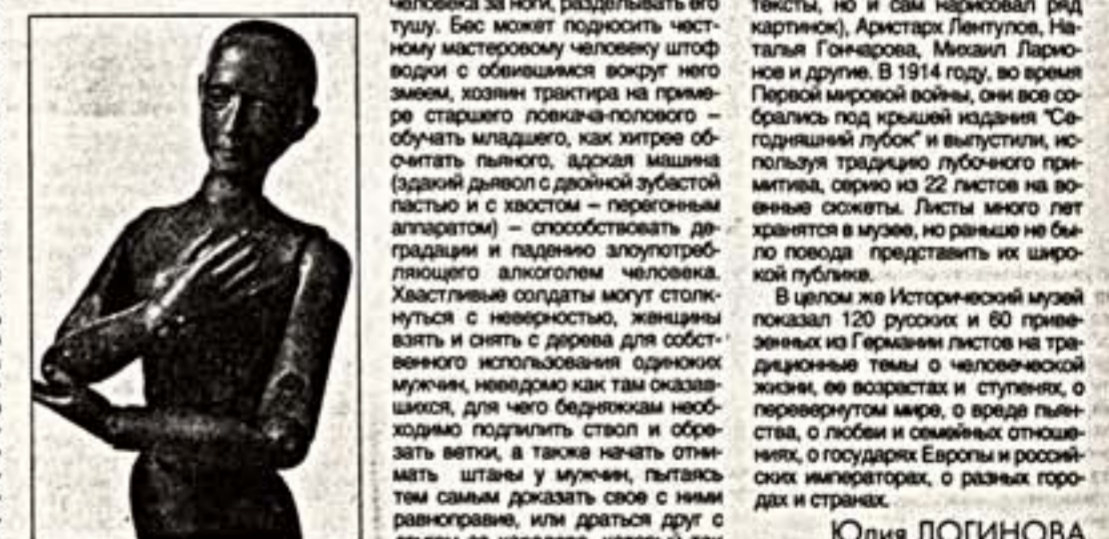 человека за ноги, разделывать его
тушу. Бес может подносить чест-
ному мастеровому человеку штоф
водки с обвившимся вокруг него
змеем, хозяин трактира на приме-
ре старшего ловкача-полового –
обучать младшего, как хитрее об-
считать пьяного, адская машина
(эдакий дьявол с двойной зубастой
пастью и с хвостом – перегонным
аппаратом) – способствовать де-
градации и падению злоупотреб-
ляющего алкоголем человека.
Хвастливые солдаты могут столк-
нуться с неверностью, женщины
взять и снять с дерева для собст-
венного использования одиноких
мужчин, неведомо как там оказав-
шихся, для чего бедняжкам необ-
ходимо подпилить ствол и обре-
зать ветки, а также начать отни-
мать штаны у мужчин, пытаясь
тем самым доказать свое с ними
равноправие, или драться друг с
тексты, но и сам нарисовал ряд
картинок), Аристарх Лентулов, На-
талья Гончарова, Михаил Ларио-
нов и другие. В 1914 году, во время
Первой мировой войны, они все со-
брались под крышей издания "Се-
годняшний лубок" и выпустили, ис-
пользуя традицию лубочного при-
митива, серию из 22 листов на во-
енные сюжеты. Листы много лет
хранятся в музее, но раньше не бы-
ло повода представить их широ-
кой публике.
В целом же Исторический музей
показал 120 русских и 60 приве-
зенных из Германии листов на тра-
диционные темы о человеческой
жизни, ее возрастах и ступенях, о
перевернутом мире, о вреде пьян-
ства, о любви и семейных отноше-
ниях, о государях Европы и россий-
ских императорах, о разных горо-
дах и странах.
Юлия ЛОГИНОВА